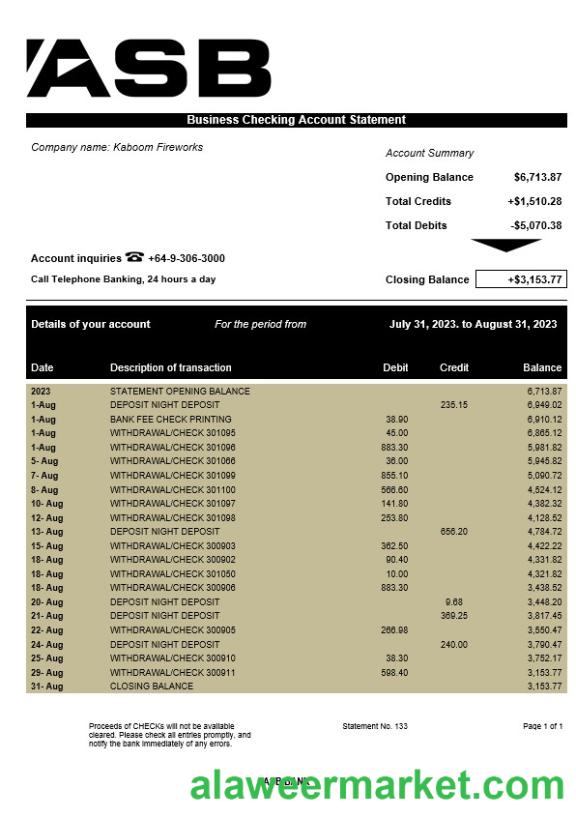 ASB
Business Checking Account Statement
Company name: Kaboom Fireworks
Account Summary
Opening Balance $6,713.87
Total Credits +$1,510.28
Total Debits -$5,070.38
Account inquiries ☎ +64-9-306-3000
Call Telephone Banking, 24 hours a day
Closing Balance +$3,153.77
Details of your account For the period from July 31, 2023. to August 31, 2023
Date Description of transaction Debit Credit Balance
2023 STATEMENT OPENING BALANCE 6,713.87
1-Aug DEPOSIT NIGHT DEPOSIT 235.15 6,949.02
1-Aug BANK FEE CHECK PRINTING 38.90 6,910.12
1-Aug WITHDRAWAL/CHECK 301095 45.00 6,865.12
1-Aug WITHDRAWAL/CHECK 301096 883.30 5,981.82
5- Aug WITHDRAWAL/CHECK 301066 36.00 5,945.82
7- Aug WITHDRAWAL/CHECK 301099 855.10 5,090.72
8- Aug WITHDRAWAL/CHECK 301100 566.60 4,524.12
10- Aug WITHDRAWAL/CHECK 301097 141.80 4,382.32
12- Aug WITHDRAWAL/CHECK 301098 253.80 4,128.52
13- Aug DEPOSIT NIGHT DEPOSIT 656.20 4,784.72
15- Aug WITHDRAWAL/CHECK 300903 362.50 4,422.22
18- Aug WITHDRAWAL/CHECK 300902 90.40 4,331.82
18- Aug WITHDRAWAL/CHECK 301050 10.00 4,321.82
18- Aug WITHDRAWAL/CHECK 300906 883.30 3,438.52
20- Aug DEPOSIT NIGHT DEPOSIT 9.68 3,448.20
21- Aug DEPOSIT NIGHT DEPOSIT 369.25 3,817.45
22- Aug WITHDRAWAL/CHECK 300905 266.98 3,550.47
24- Aug DEPOSIT NIGHT DEPOSIT 240.00 3,790.47
25- Aug WITHDRAWAL/CHECK 300910 38.30 3,752.17
29- Aug WITHDRAWAL/CHECK 300911 598.40 3,153.77
31- Aug CLOSING BALANCE 3,153.77
Proceeds of CHECKs will not be available
cleared. Please check all entries promptly, and
notify the bank immediately of any errors.
Statement No. 133
Page 1 of 1
ASB BANK
alaweermarket.com